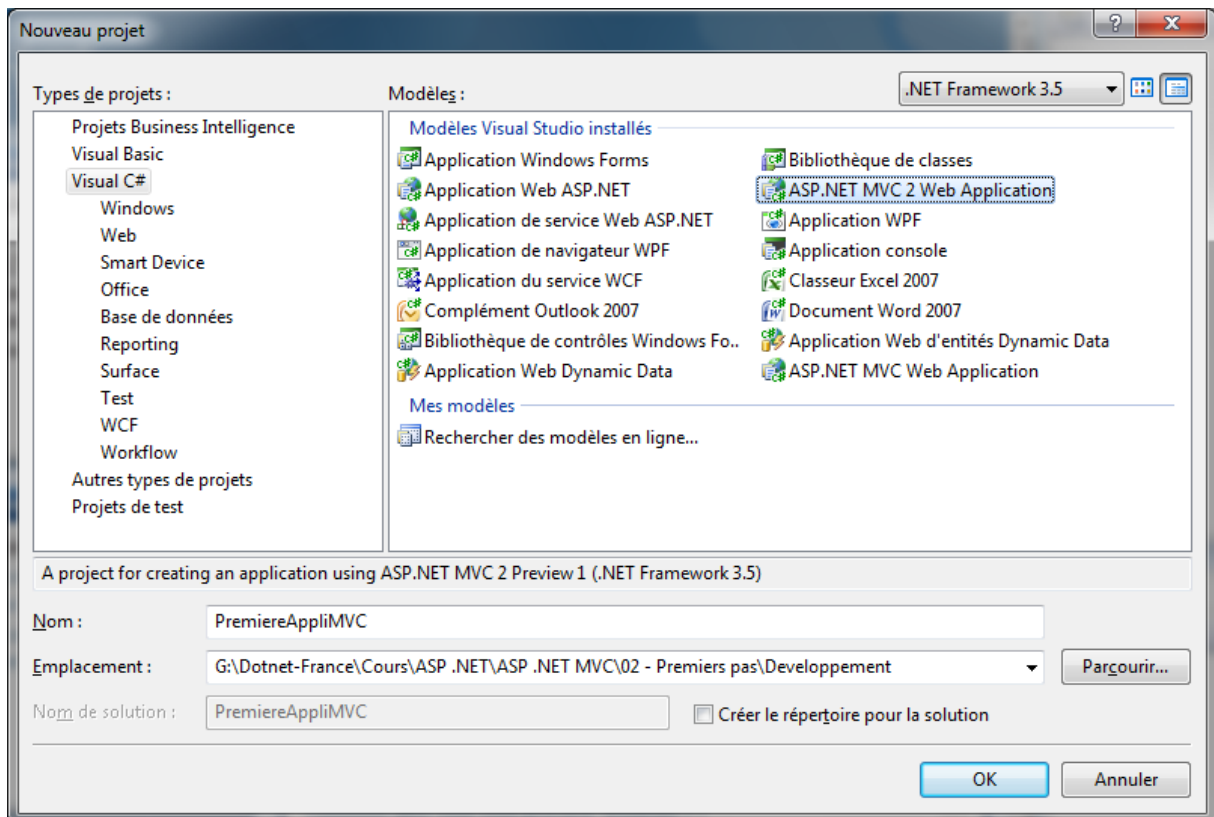 Nouveau projet
Types de projets :
Modèles :
.NET Framework 3.5
Projets Business Intelligence
Visual Basic
Visual C#
Windows
Web
Smart Device
Office
Base de données
Reporting
Surface
Test
WCF
Workflow
Autres types de projets
Projets de test
Modèles Visual Studio installés
Application Windows Forms
Bibliothèque de classes
Application Web ASP.NET
ASP.NET MVC 2 Web Application
Application de service Web ASP.NET
Application WPF
Application de navigateur WPF
Application console
Application du service WCF
Classeur Excel 2007
Complément Outlook 2007
Document Word 2007
Bibliothèque de contrôles Windows Fo..
Application Web d'entités Dynamic Data
Application Web Dynamic Data
ASP.NET MVC Web Application
Mes modèles
Rechercher des modèles en ligne...
A project for creating an application using ASP.NET MVC 2 Preview 1 (.NET Framework 3.5)
Nom :
PremiereAppliMVC
Emplacement :
G:\Dotnet-France\Cours\ASP .NET\ASP .NET MVC\02 - Premiers pas\Developpement
Parcourir...
Nom de solution :
PremiereAppliMVC
Créer le répertoire pour la solution
OK
Annuler